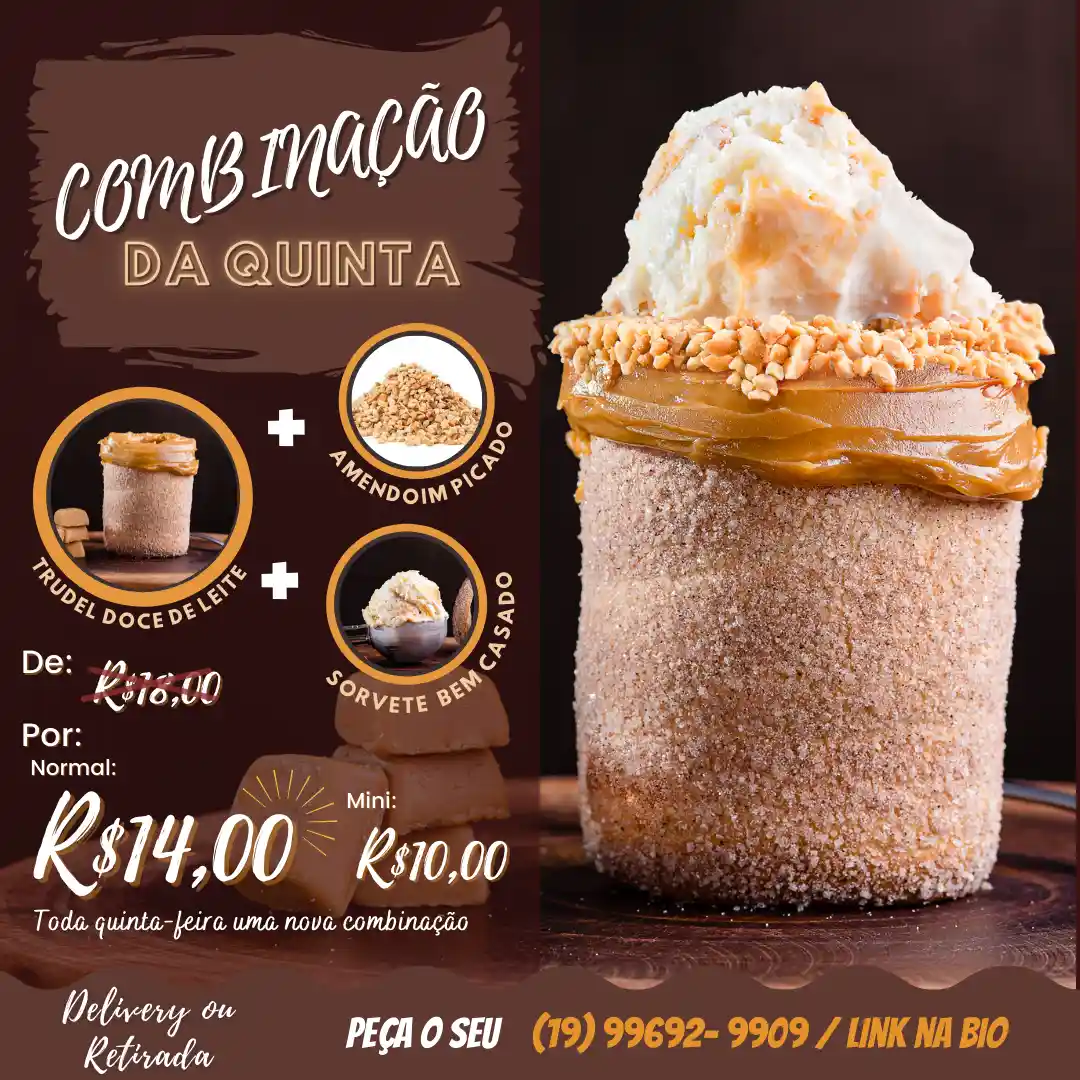 COMBINAÇÃO
DA QUINTA
AMENDOIM PICADO
TRUDEL DOCE DE LEITE
SORVETE BEM CASADO
De: R$18,00
Por:
Normal:
R$14,00
Mini:
R$10,00
Toda quinta-feira uma nova combinação
Delivery ou
Retirada
PEÇA O SEU (19) 99692- 9909 / LINK NA BIO